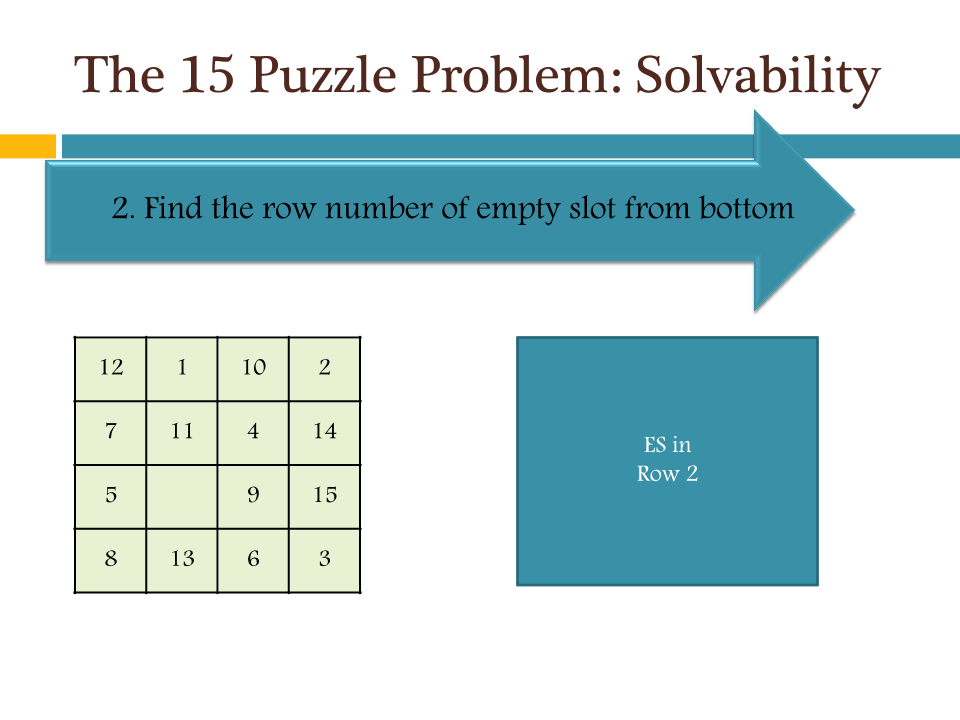 The 15 Puzzle Problem: Solvability
2. Find the row number of empty slot from bottom
12 1 10 2
7 11 4 14
5 9 15
8 13 6 3
ES in
Row 2